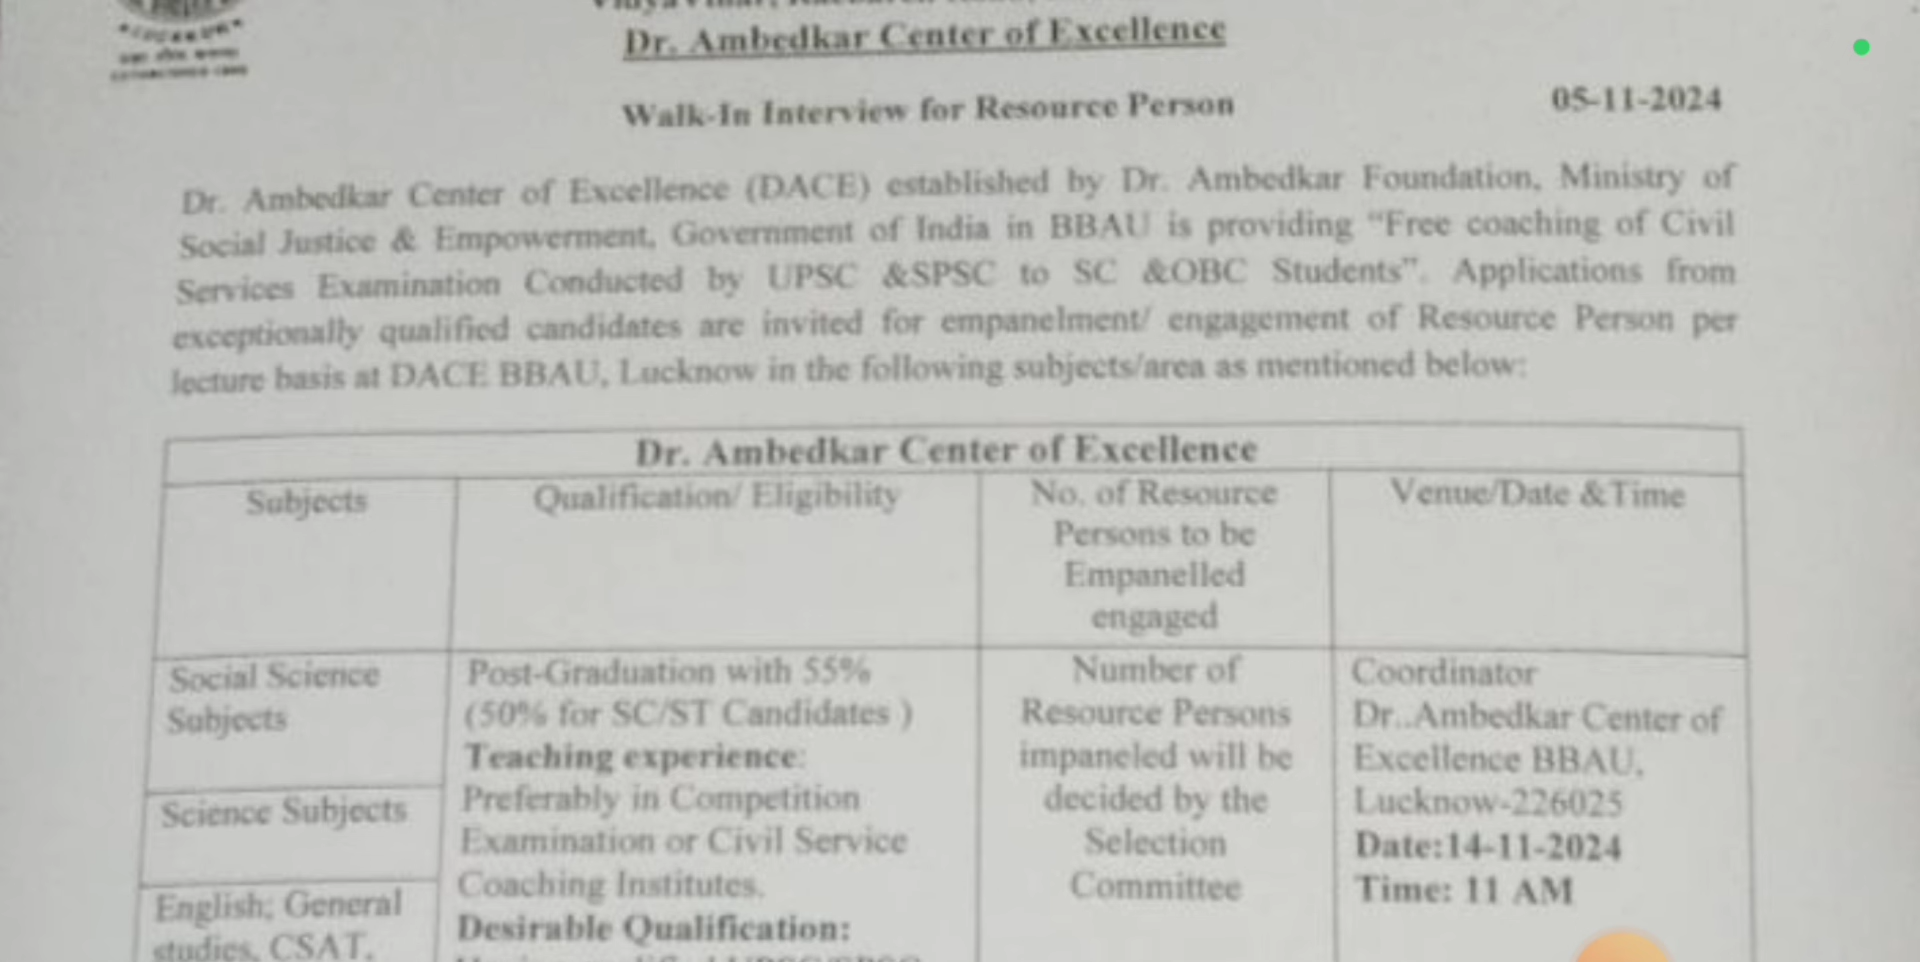 Dr. Ambedkar Center of Excellence
Walk-In Interview for Resource Person
05-11-2024
Dr. Ambedkar Center of Excellence (DACE) established by Dr. Ambedkar Foundation, Ministry of
Social Justice & Empowerment, Government of India in BBAU is providing “Free coaching of Civil
Services Examination Conducted by UPSC &SPSC to SC &OBC Students”. Applications from
exceptionally qualified candidates are invited for empanelment/ engagement of Resource Person per
lecture basis at DACE BBAU, Lucknow in the following subjects/area as mentioned below:
Dr. Ambedkar Center of Excellence
Subjects
Qualification/ Eligibility
No. of Resource
Persons to be
Empanelled
engaged
Venue/Date &Time
Social Science
Subjects
Science Subjects
English; General
studies, CSAT,
Post-Graduation with 55%
(50% for SC/ST Candidates )
Teaching experience:
Preferably in Competition
Examination or Civil Service
Coaching Institutes.
Desirable Qualification:
Number of
Resource Persons
impaneled will be
decided by the
Selection
Committee
Coordinator
Dr..Ambedkar Center of
Excellence BBAU,
Lucknow-226025
Date:14-11-2024
Time: 11 AM